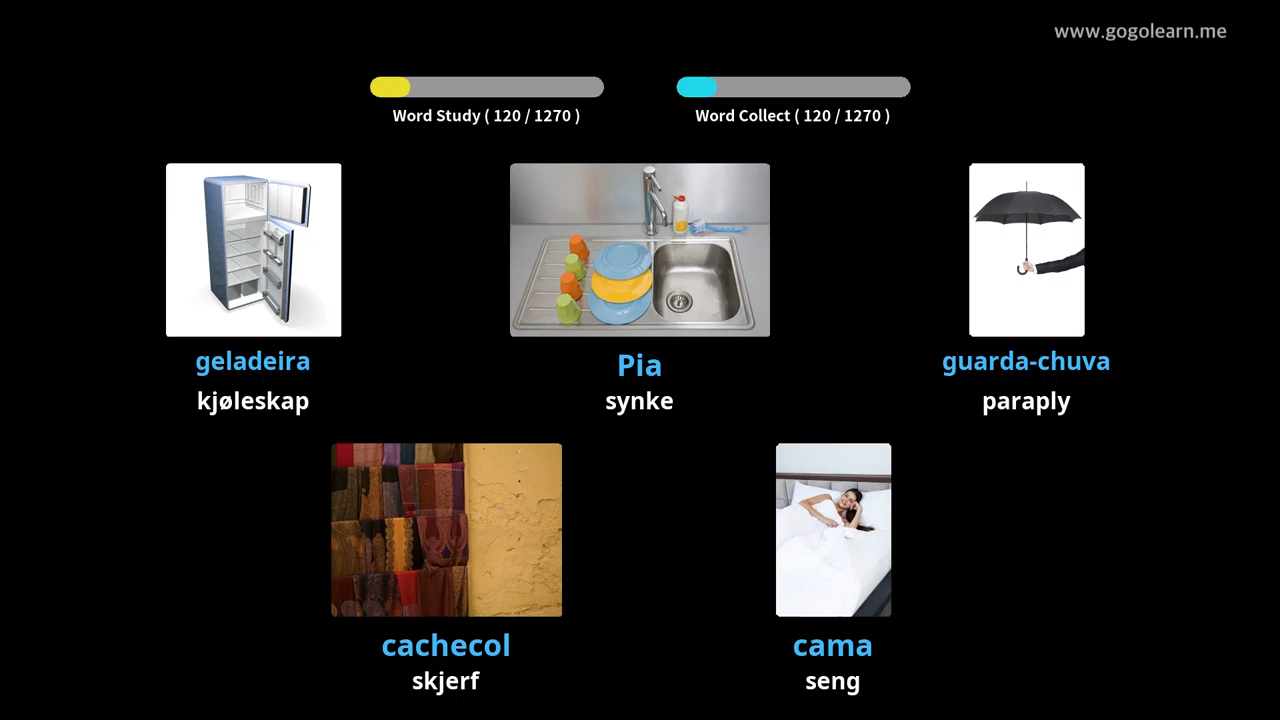 www.gogolearn.me
Word Study ( 120 / 1270 )
Word Collect ( 120 / 1270 )
geladeira
kjøleskap
Pia
synke
guarda-chuva
paraply
cachecol
skjerf
cama
seng